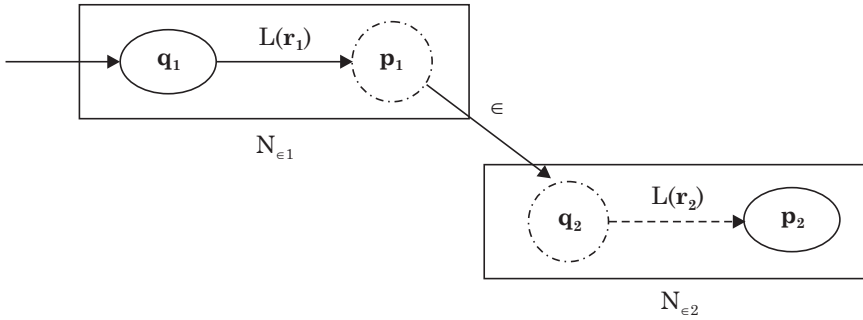 q₁ L(r₁) p₁
∈
N∈1
q₂ L(r₂) p₂
N∈2